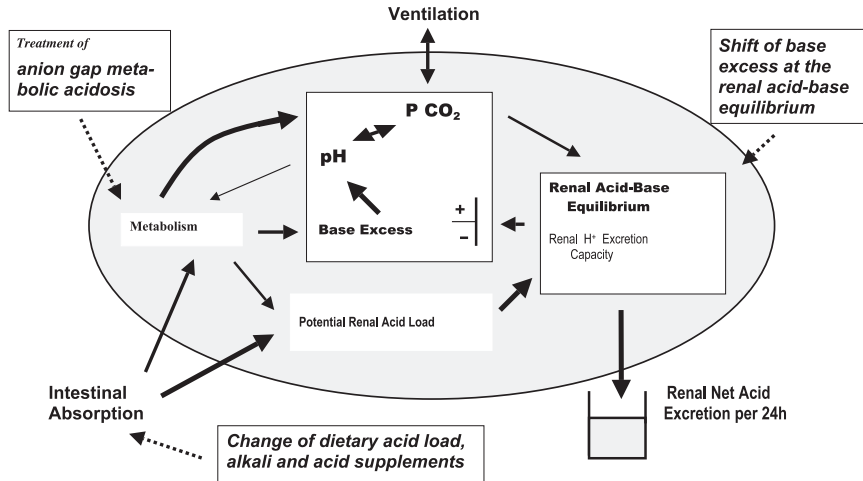 Ventilation
Treatment of
anion gap meta-
bolic acidosis
Shift of base
excess at the
renal acid-base
equilibrium
P CO₂
pH
Base Excess
+
–
Metabolism
Renal Acid-Base
Equilibrium
Renal H⁺ Excretion
Capacity
Potential Renal Acid Load
Intestinal
Absorption
Renal Net Acid
Excretion per 24h
Change of dietary acid load,
alkali and acid supplements